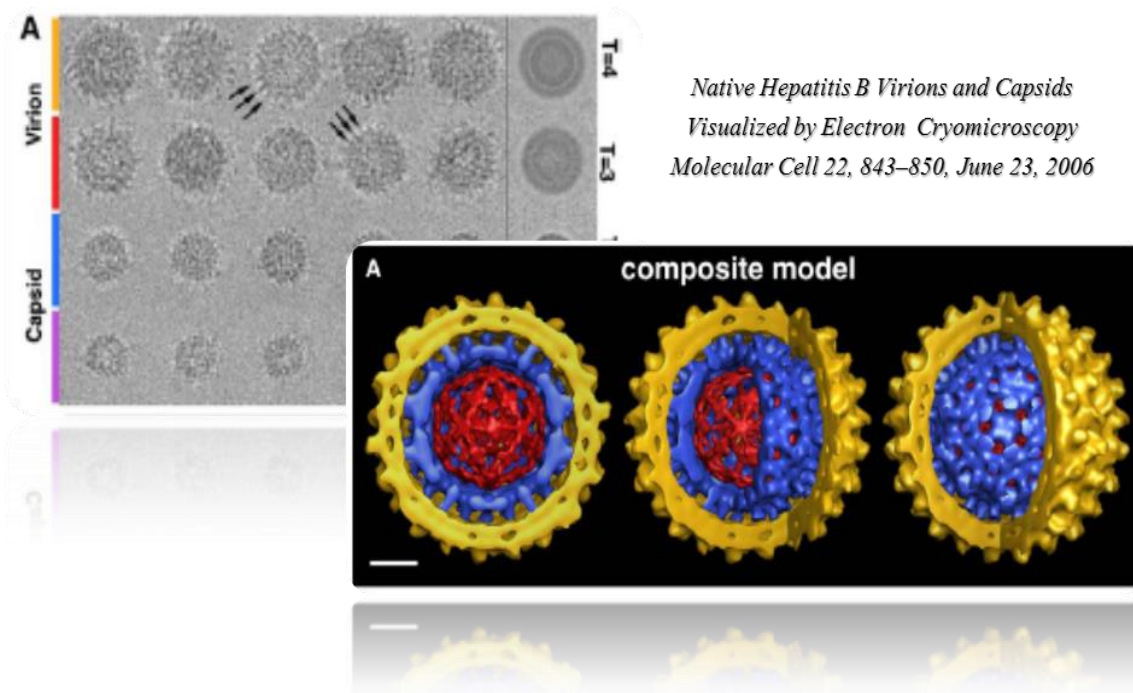 A
Virion
Capsid
T=4
T=3
Native Hepatitis B Virions and Capsids
Visualized by Electron Cryomicroscopy
Molecular Cell 22, 843–850, June 23, 2006
A
composite model